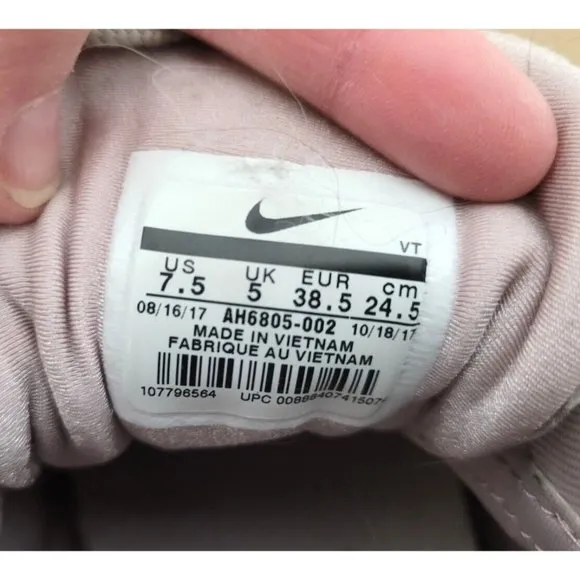 VT
US UK EUR cm
7.5 5 38.5 24.5
08/16/17 AH6805-002 10/18/17
MADE IN VIETNAM
FABRIQUE AU VIETNAM
107796564 UPC